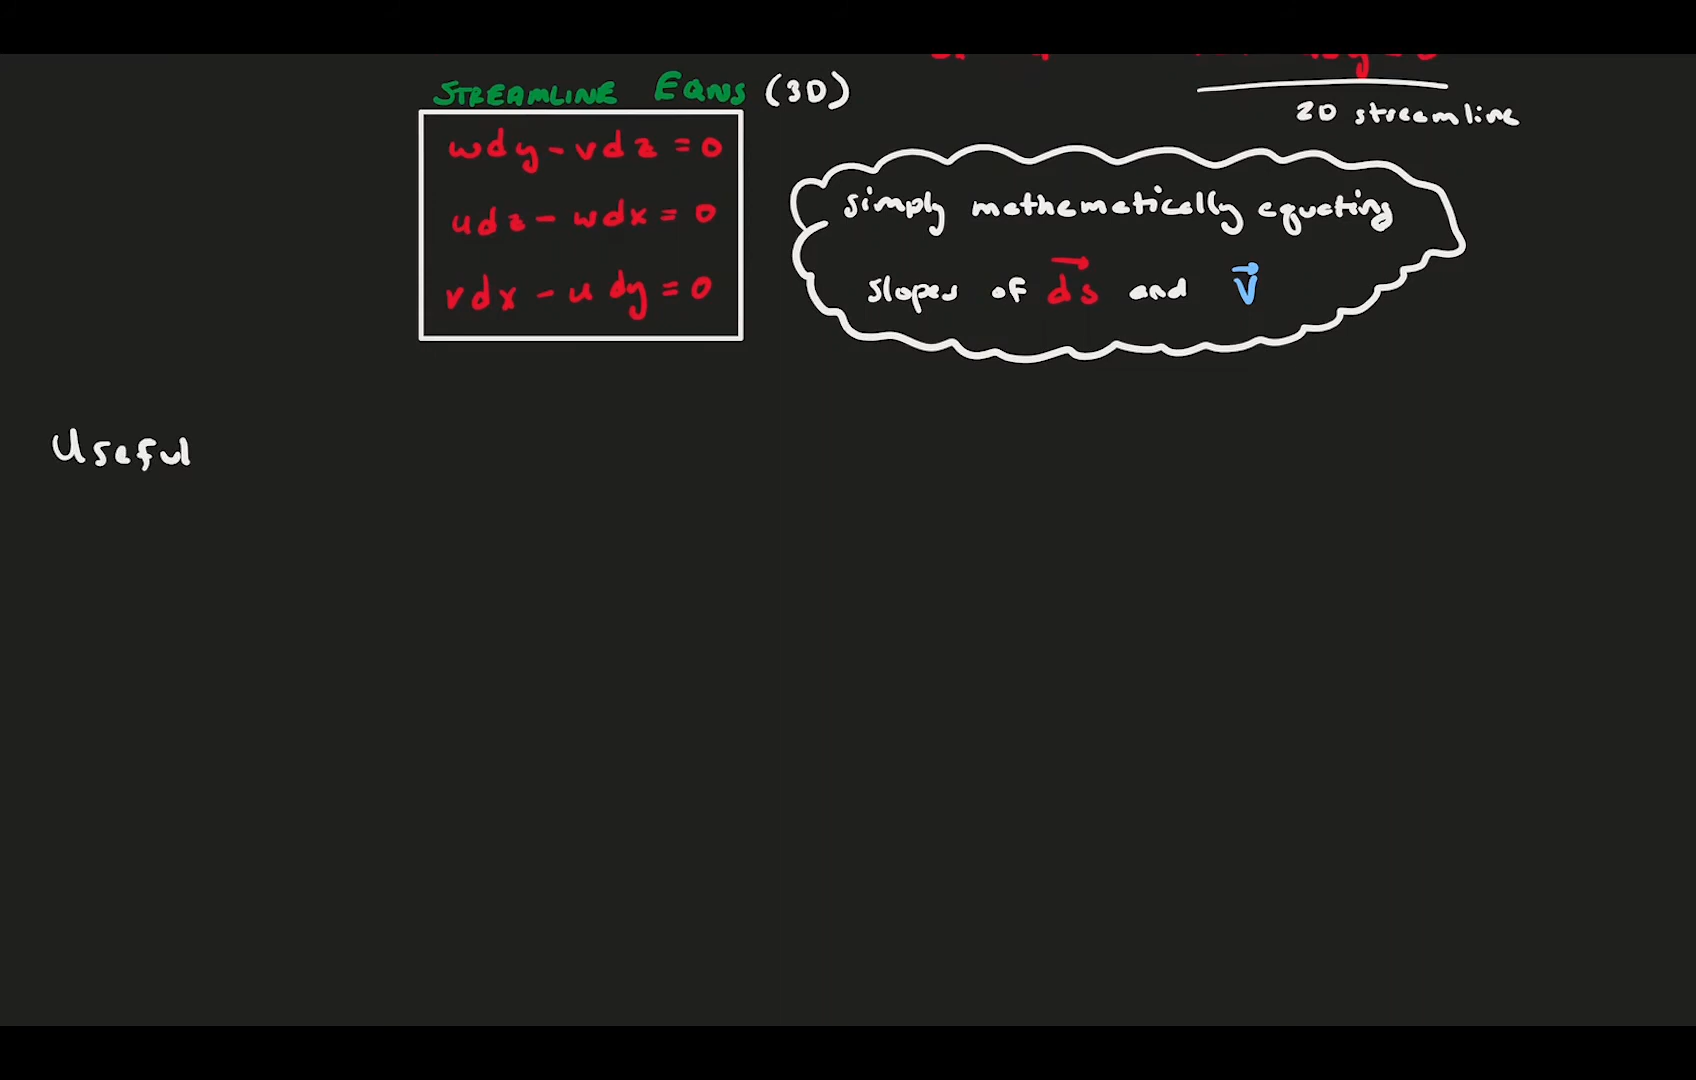 STREAMLINE EQNS (3D)
2D streamline
wdy - vdz = 0
udz - wdx = 0
vdx - udy = 0
simply mathematically equating
slopes of ds and V
Useful